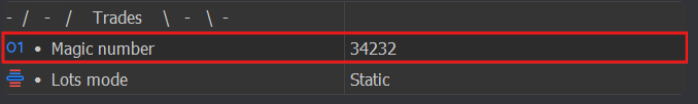 - / - / Trades \ - \ -
01 • Magic number 34232
• Lots mode Static